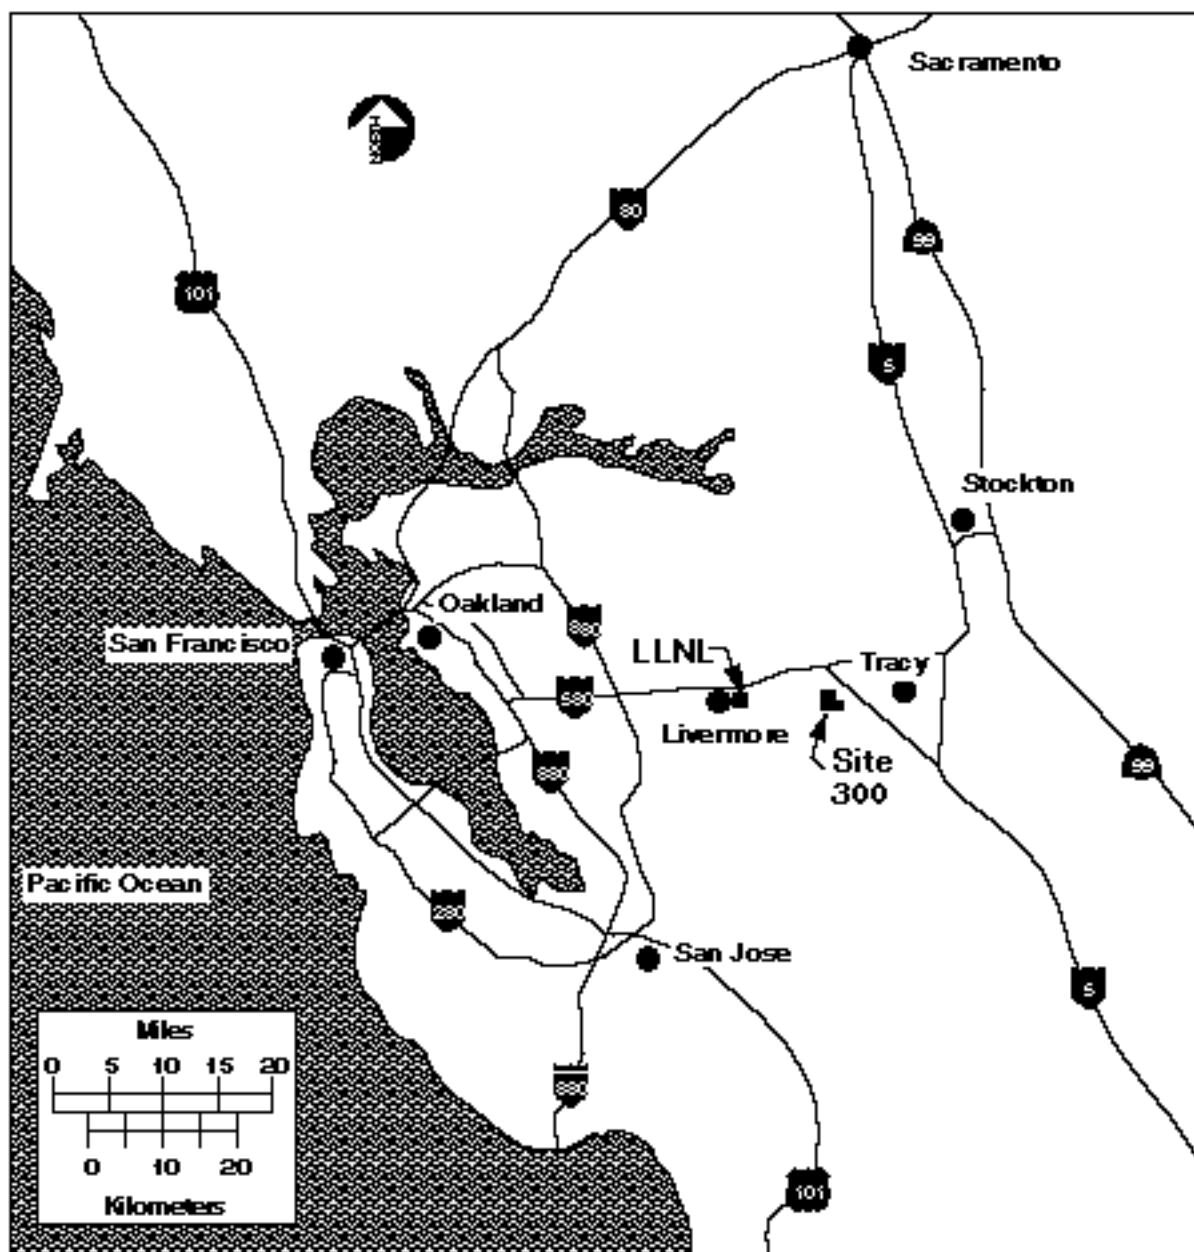 Sacramento
NORTH
80
99
101
5
Stockton
Oakland
680
San Francisco
LLNL
Tracy
580
Livermore
Site
300
880
99
Pacific Ocean
280
San Jose
5
Miles
0 5 10 15 20
0 10 20
Kilometers
101